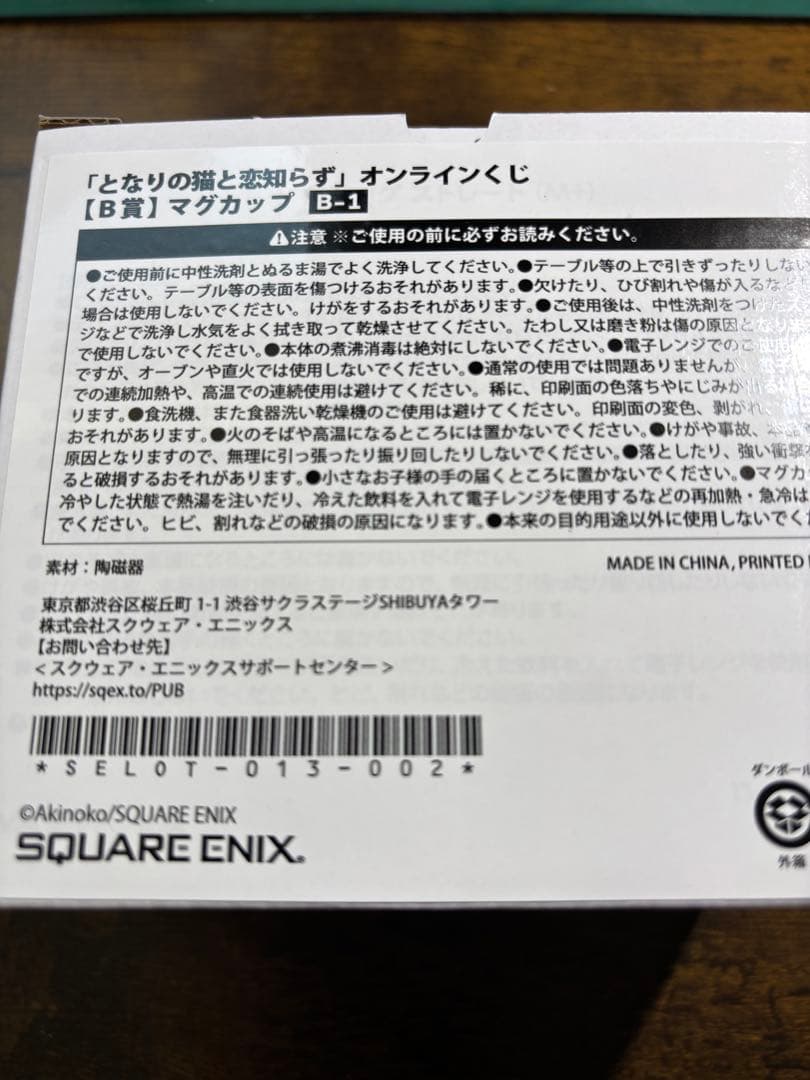 「となりの猫と恋知らず」オンラインくじ
【B賞】マグカップ B-1
注意 ※ご使用の前に必ずお読みください。
●ご使用前に中性洗剤とぬるま湯でよく洗浄してください。●テーブル等の上で引きずったりしない
ください。テーブル等の表面を傷つけるおそれがあります。●欠けたり、ひび割れや傷が入るなど
場合は使用しないでください。けがをするおそれがあります。●ご使用後は、中性洗剤をつけた
ジなどで洗浄し水気をよく拭き取って乾燥させてください。たわし又は磨き粉は傷の原因となり
で使用しないでください。●本体の煮沸消毒は絶対にしないでください。●電子レンジでのご使用
ですが、オーブンや直火では使用しないでください。●通常の使用では問題ありませんが、
での連続加熱や、高温での連続使用は避けてください。稀に、印刷面の色落ちやにじみが出る
ります。●食洗機、また食器洗い乾燥機のご使用は避けてください。印刷面の変色、剥がれ
おそれがあります。●火のそばや高温になるところには置かないでください。●けがや事故、
原因となりますので、無理に引っ張ったり振り回したりしないでください。●落としたり、強い衝撃
ると破損するおそれがあります。●小さなお子様の手の届くところに置かないでください。●マグカ
冷やした状態で熱湯を注いだり、冷えた飲料を入れて電子レンジを使用するなどの再加熱・急冷は
でください。ヒビ、割れなどの破損の原因になります。●本来の目的用途以外に使用しないでくだ
素材：陶磁器
MADE IN CHINA, PRINTED
東京都渋谷区桜丘町 1-1 渋谷サクラステージSHIBUYAタワー
株式会社スクウェア・エニックス
【お問い合わせ先】
＜スクウェア・エニックスサポートセンター＞
https://sqex.to/PUB
*SEL0T-013-002*
ダンボール
外箱
©Akinoko/SQUARE ENIX
SQUARE ENIX.